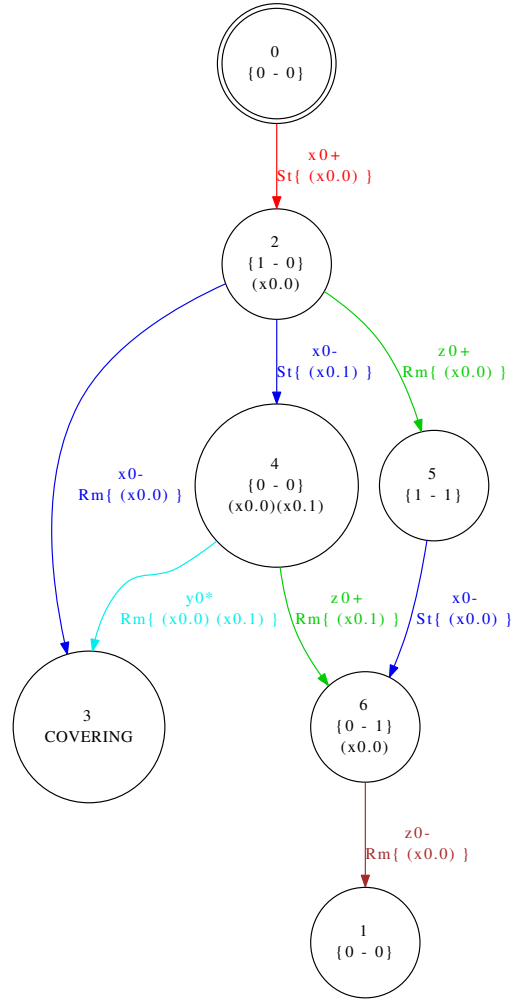 0
{0 - 0}
x0+
St{ (x0.0) }
2
{1 - 0}
(x0.0)
x0-
St{ (x0.1) }
z0+
Rm{ (x0.0) }
x0-
Rm{ (x0.0) }
4
{0 - 0}
(x0.0)(x0.1)
5
{1 - 1}
y0*
Rm{ (x0.0) (x0.1) }
z0+
Rm{ (x0.1) }
x0-
St{ (x0.0) }
3
COVERING
6
{0 - 1}
(x0.0)
z0-
Rm{ (x0.0) }
1
{0 - 0}